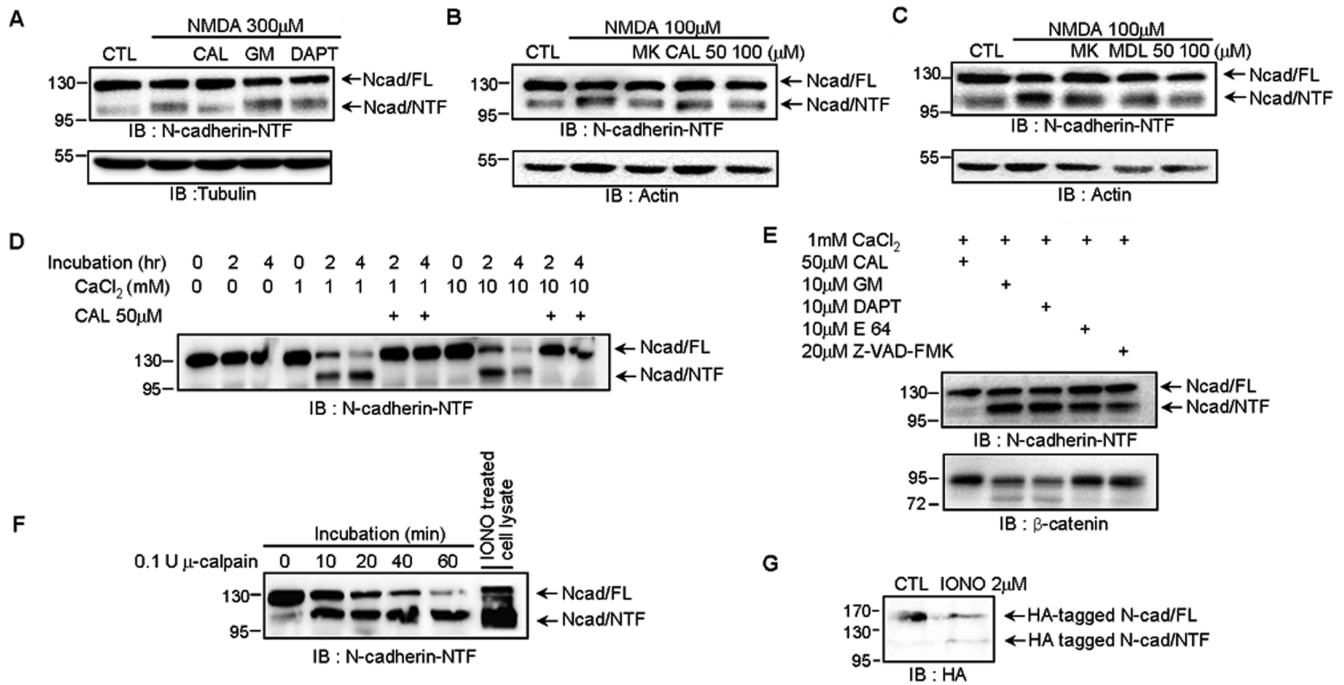 A
NMDA 300µM
CTL CAL GM DAPT
130
95
Ncad/FL
Ncad/NTF
IB : N-cadherin-NTF
55
IB :Tubulin
B
NMDA 100µM
CTL MK CAL 50 100 (µM)
130
95
Ncad/FL
Ncad/NTF
IB : N-cadherin-NTF
55
IB : Actin
C
NMDA 100µM
CTL MK MDL 50 100 (µM)
130
95
Ncad/FL
Ncad/NTF
IB : N-cadherin-NTF
55
IB : Actin
D
Incubation (hr) 0 2 4 0 2 4 2 4 0 2 4 2 4
CaCl₂ (mM) 0 0 0 1 1 1 1 1 10 10 10 10 10
CAL 50µM + + + +
130
95
Ncad/FL
Ncad/NTF
IB : N-cadherin-NTF
E
1mM CaCl₂ + + + + +
50µM CAL +
10µM GM +
10µM DAPT +
10µM E 64 +
20µM Z-VAD-FMK +
130
95
Ncad/FL
Ncad/NTF
IB : N-cadherin-NTF
95
72
IB : β-catenin
F
Incubation (min)
0.1 U µ-calpain 0 10 20 40 60
IONO treated
cell lysate
130
95
Ncad/FL
Ncad/NTF
IB : N-cadherin-NTF
G
CTL IONO 2µM
170
130
95
HA-tagged N-cad/FL
HA tagged N-cad/NTF
IB : HA